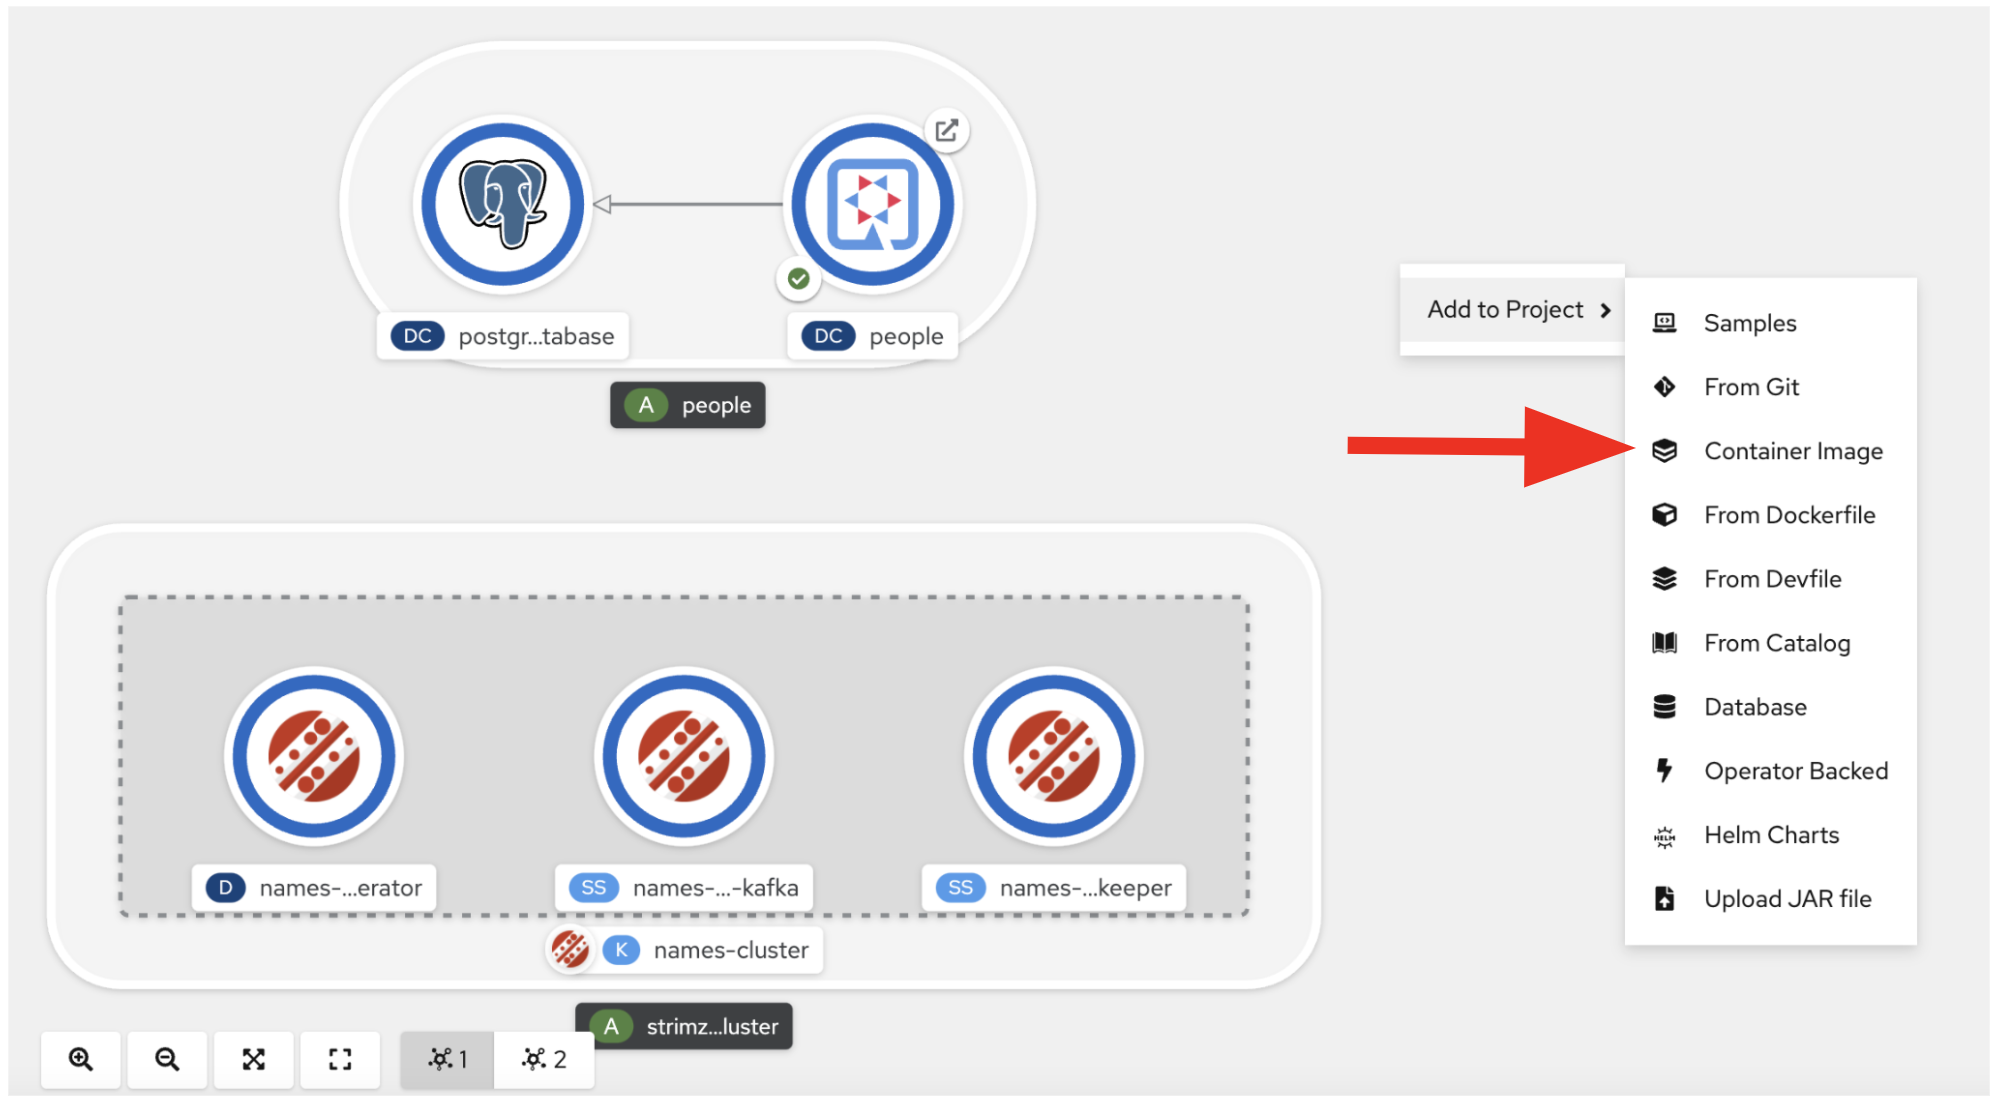 DC postgr...tabase
DC people
A people
Add to Project
Samples
From Git
Container Image
From Dockerfile
From Devfile
From Catalog
Database
Operator Backed
HELM Helm Charts
Upload JAR file
D names-...erator
SS names-...-kafka
SS names-...keeper
K names-cluster
A strimz...luster
1
2